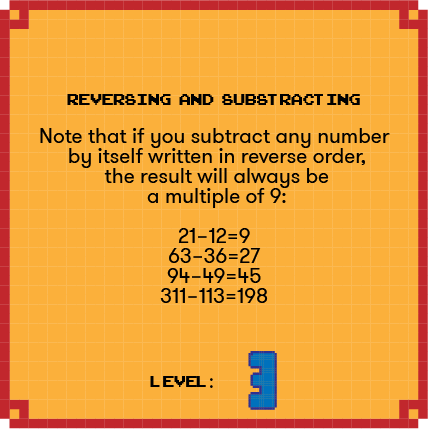 REVERSING AND SUBSTRACTING
Note that if you subtract any number
by itself written in reverse order,
the result will always be
a multiple of 9:
21-12=9
63-36=27
94-49=45
311-113=198
LEVEL: 3